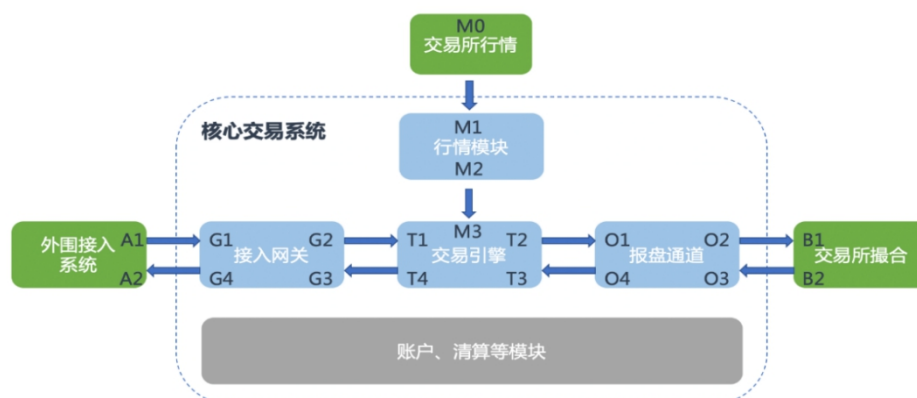 M0
交易所行情
核心交易系统
M1
行情模块
M2
外围接入
系统
A1
A2
G1
G2
接入网关
G4
G3
M3
T1
T2
交易引擎
T4
T3
O1
O2
报盘通道
O4
O3
B1
交易所撮合
B2
账户、清算等模块